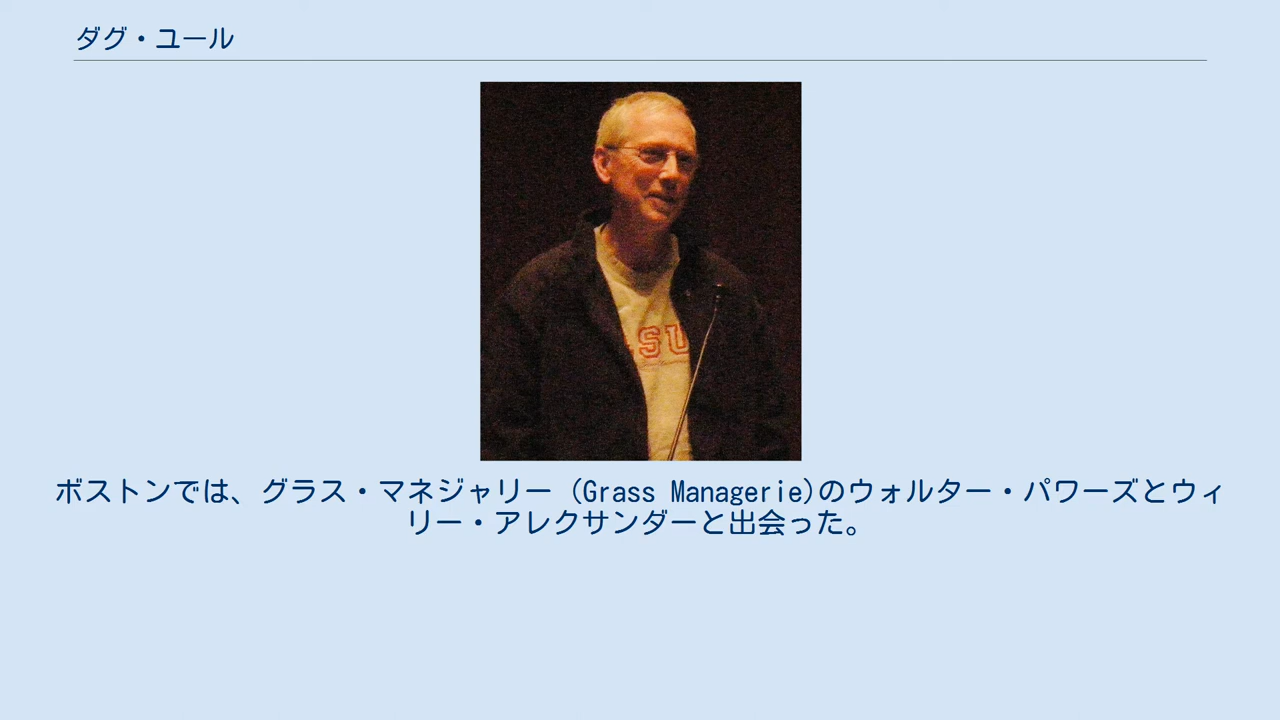 ダグ・ユール
ASU
ボストンでは、グラス・マネジャリー (Grass Managerie)のウォルター・パワーズとウィ
リー・アレクサンダーと出会った。